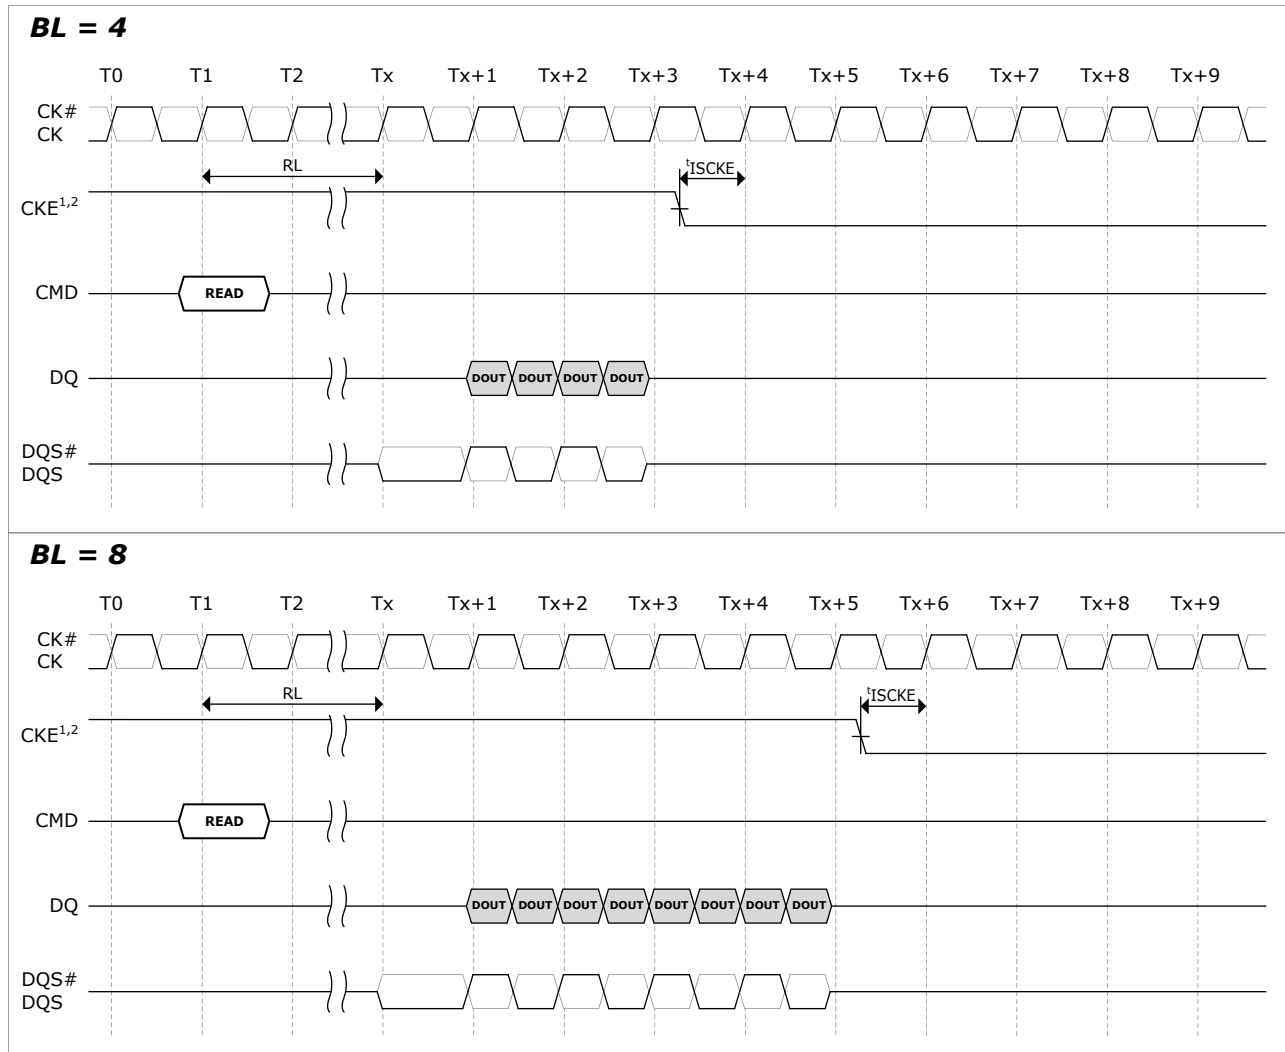 BL = 4
T0 T1 T2 Tx Tx+1 Tx+2 Tx+3 Tx+4 Tx+5 Tx+6 Tx+7 Tx+8 Tx+9
CK#
CK
RL
tISCKE
CKE1,2
CMD READ
DQ DOUT DOUT DOUT DOUT
DQS#
DQS
BL = 8
T0 T1 T2 Tx Tx+1 Tx+2 Tx+3 Tx+4 Tx+5 Tx+6 Tx+7 Tx+8 Tx+9
CK#
CK
RL
tISCKE
CKE1,2
CMD READ
DQ DOUT DOUT DOUT DOUT DOUT DOUT DOUT DOUT
DQS#
DQS